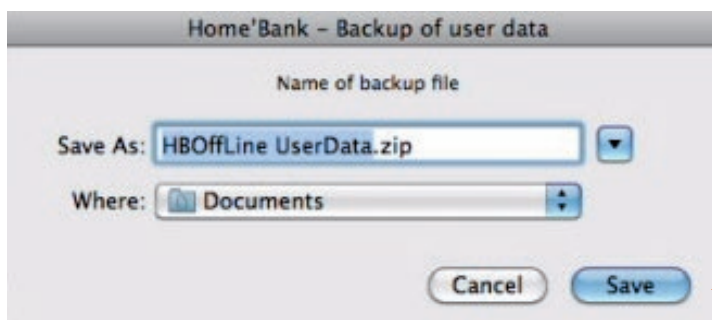 Home'Bank – Backup of user data
Name of backup file
Save As: HBOffLine UserData.zip
Where: Documents
Cancel Save